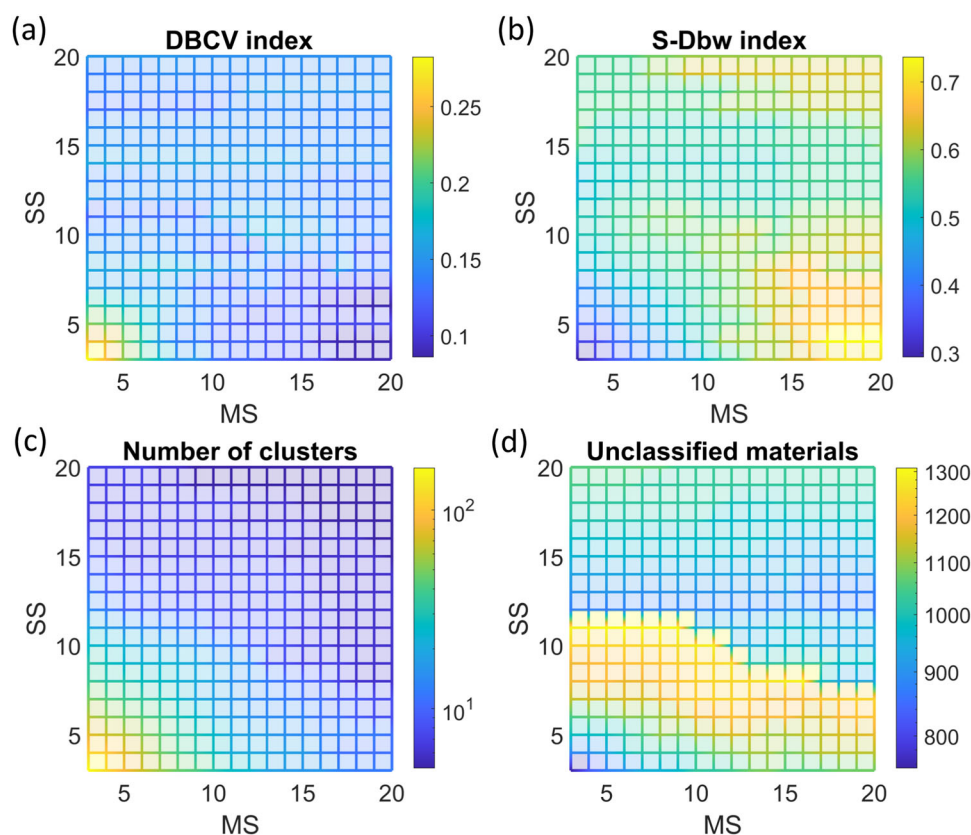 (a)
DBCV index
20
15
10
5
SS
5 10 15 20
MS
0.25
0.2
0.15
0.1
(b)
S-Dbw index
20
15
10
5
SS
5 10 15 20
MS
0.7
0.6
0.5
0.4
0.3
(c)
Number of clusters
20
15
10
5
SS
5 10 15 20
MS
10²
10¹
(d)
Unclassified materials
20
15
10
5
SS
5 10 15 20
MS
1300
1200
1100
1000
900
800